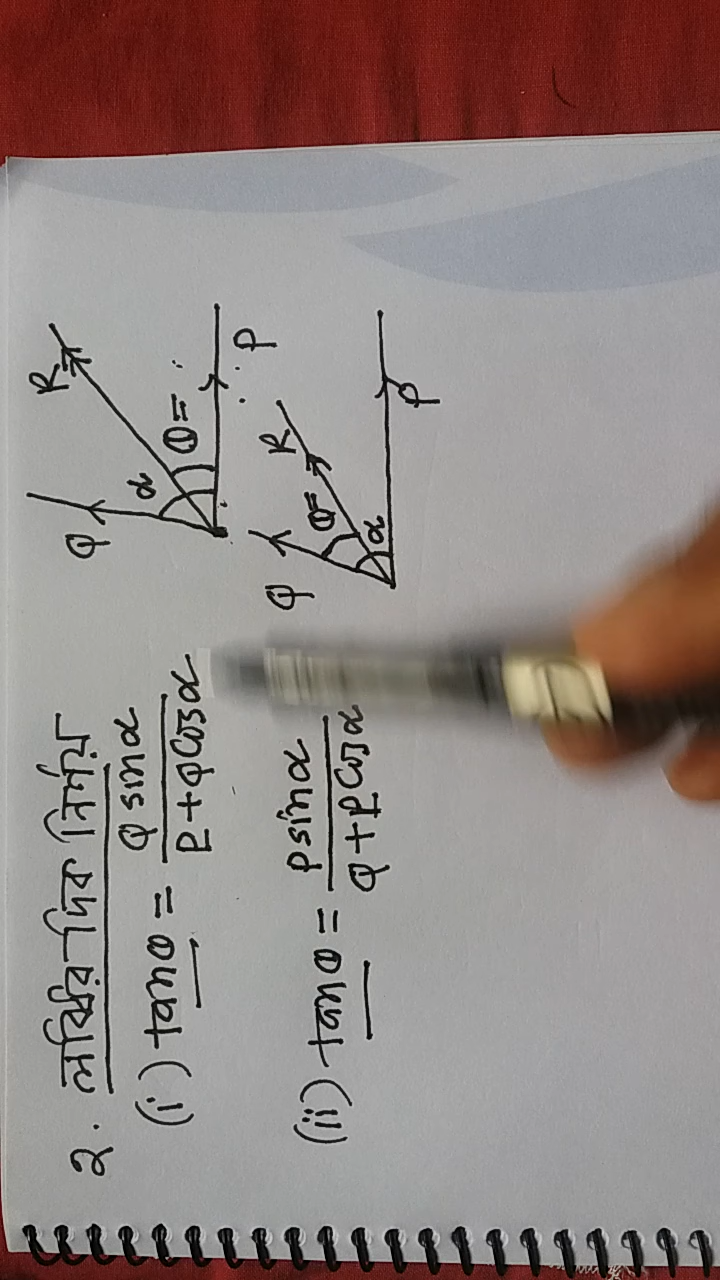 ২. লব্ধির দিক নির্ণয়
(i) tanθ = Q sinα / P + Q cosα
(ii) tanθ = P sinα / Q + P cosα
Q α R θ = P
Q θ = R α P